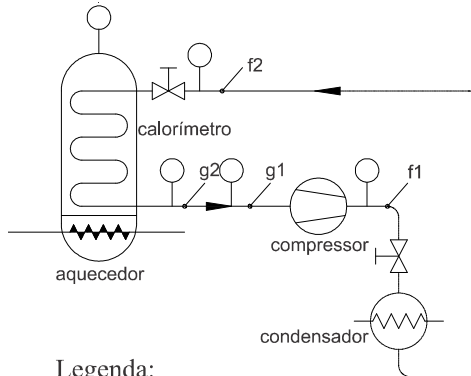 f2
calorímetro
g2
g1
f1
compressor
aquecedor
condensador
Legenda: